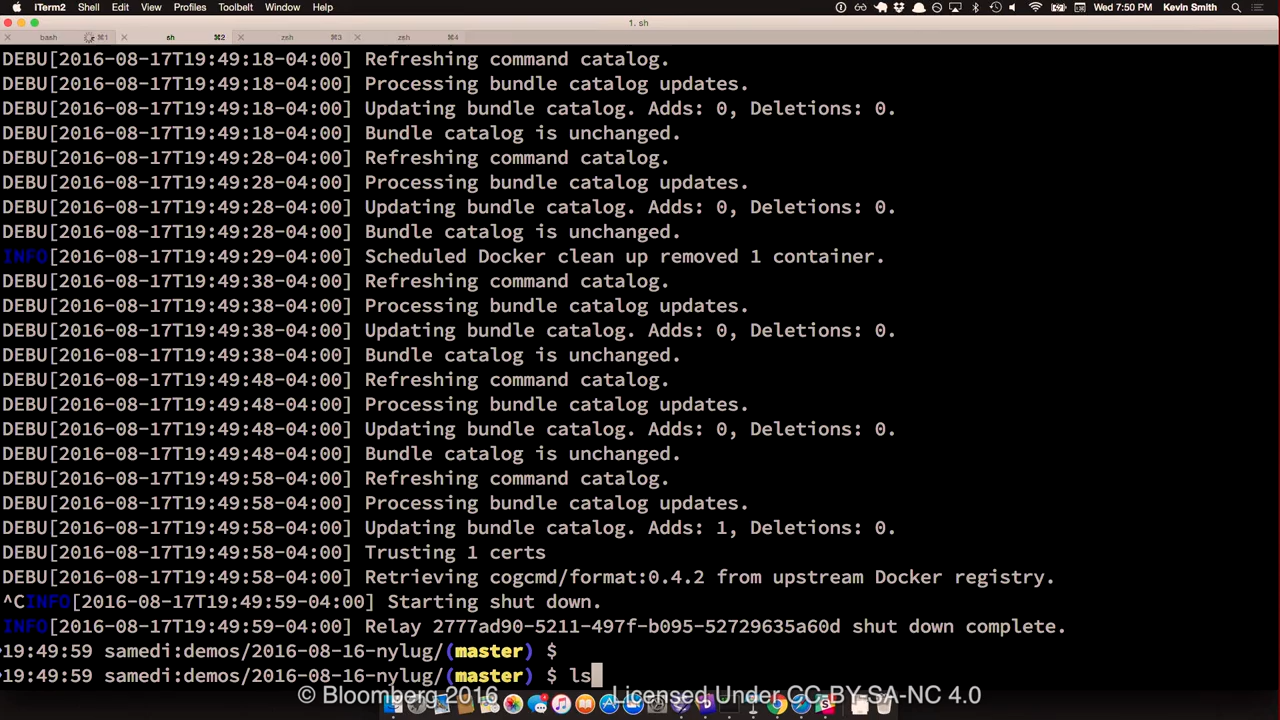 iTerm2 Shell Edit View Profiles Toolbelt Window Help Wed 7:50 PM Kevin Smith
1. sh
bash ⌘1 sh ⌘2 zsh ⌘3 zsh ⌘4
DEBU[2016-08-17T19:49:18-04:00] Refreshing command catalog.
DEBU[2016-08-17T19:49:18-04:00] Processing bundle catalog updates.
DEBU[2016-08-17T19:49:18-04:00] Updating bundle catalog. Adds: 0, Deletions: 0.
DEBU[2016-08-17T19:49:18-04:00] Bundle catalog is unchanged.
DEBU[2016-08-17T19:49:28-04:00] Refreshing command catalog.
DEBU[2016-08-17T19:49:28-04:00] Processing bundle catalog updates.
DEBU[2016-08-17T19:49:28-04:00] Updating bundle catalog. Adds: 0, Deletions: 0.
DEBU[2016-08-17T19:49:28-04:00] Bundle catalog is unchanged.
INFO[2016-08-17T19:49:29-04:00] Scheduled Docker clean up removed 1 container.
DEBU[2016-08-17T19:49:38-04:00] Refreshing command catalog.
DEBU[2016-08-17T19:49:38-04:00] Processing bundle catalog updates.
DEBU[2016-08-17T19:49:38-04:00] Updating bundle catalog. Adds: 0, Deletions: 0.
DEBU[2016-08-17T19:49:38-04:00] Bundle catalog is unchanged.
DEBU[2016-08-17T19:49:48-04:00] Refreshing command catalog.
DEBU[2016-08-17T19:49:48-04:00] Processing bundle catalog updates.
DEBU[2016-08-17T19:49:48-04:00] Updating bundle catalog. Adds: 0, Deletions: 0.
DEBU[2016-08-17T19:49:48-04:00] Bundle catalog is unchanged.
DEBU[2016-08-17T19:49:58-04:00] Refreshing command catalog.
DEBU[2016-08-17T19:49:58-04:00] Processing bundle catalog updates.
DEBU[2016-08-17T19:49:58-04:00] Updating bundle catalog. Adds: 1, Deletions: 0.
DEBU[2016-08-17T19:49:58-04:00] Trusting 1 certs
DEBU[2016-08-17T19:49:58-04:00] Retrieving cogcmd/format:0.4.2 from upstream Docker registry.
^CINFO[2016-08-17T19:49:59-04:00] Starting shut down.
INFO[2016-08-17T19:49:59-04:00] Relay 2777ad90-5211-497f-b095-52729635a60d shut down complete.
19:49:59 samedi:demos/2016-08-16-nylug/(master) $
19:49:59 samedi:demos/2016-08-16-nylug/(master) $ ls
© Bloomberg 2016 Licensed Under CC-BY-SA-NC 4.0